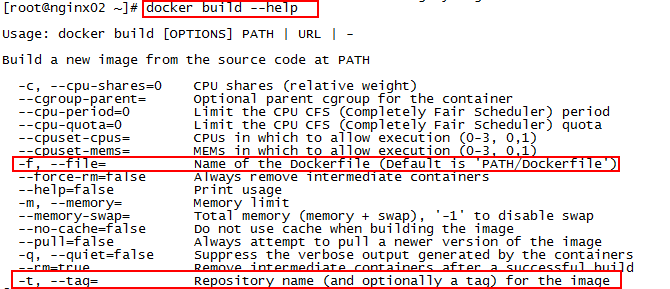 [root@nginx02 ~]# docker build --help
Usage: docker build [OPTIONS] PATH | URL | -
Build a new image from the source code at PATH
-c, --cpu-shares=0 CPU shares (relative weight)
--cgroup-parent= Optional parent cgroup for the container
--cpu-period=0 Limit the CPU CFS (Completely Fair Scheduler) period
--cpu-quota=0 Limit the CPU CFS (Completely Fair Scheduler) quota
--cpuset-cpus= CPUs in which to allow execution (0-3, 0,1)
--cpuset-mems= MEMs in which to allow execution (0-3, 0,1)
-f, --file= Name of the Dockerfile (Default is 'PATH/Dockerfile')
--force-rm=false Always remove intermediate containers
--help=false Print usage
-m, --memory= Memory limit
--memory-swap= Total memory (memory + swap), '-1' to disable swap
--no-cache=false Do not use cache when building the image
--pull=false Always attempt to pull a newer version of the image
-q, --quiet=false Suppress the verbose output generated by the containers
--rm=true Remove intermediate containers after a successful build
-t, --tag= Repository name (and optionally a tag) for the image